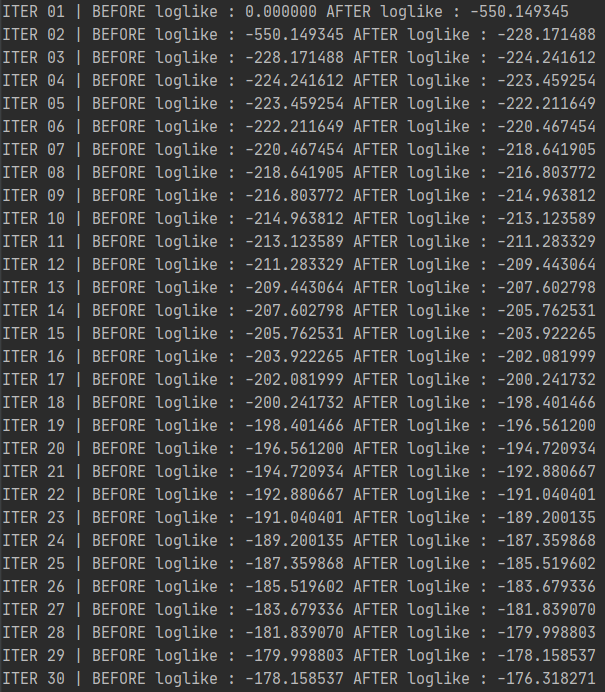 ITER 01 | BEFORE loglike : 0.000000 AFTER loglike : -550.149345
ITER 02 | BEFORE loglike : -550.149345 AFTER loglike : -228.171488
ITER 03 | BEFORE loglike : -228.171488 AFTER loglike : -224.241612
ITER 04 | BEFORE loglike : -224.241612 AFTER loglike : -223.459254
ITER 05 | BEFORE loglike : -223.459254 AFTER loglike : -222.211649
ITER 06 | BEFORE loglike : -222.211649 AFTER loglike : -220.467454
ITER 07 | BEFORE loglike : -220.467454 AFTER loglike : -218.641905
ITER 08 | BEFORE loglike : -218.641905 AFTER loglike : -216.803772
ITER 09 | BEFORE loglike : -216.803772 AFTER loglike : -214.963812
ITER 10 | BEFORE loglike : -214.963812 AFTER loglike : -213.123589
ITER 11 | BEFORE loglike : -213.123589 AFTER loglike : -211.283329
ITER 12 | BEFORE loglike : -211.283329 AFTER loglike : -209.443064
ITER 13 | BEFORE loglike : -209.443064 AFTER loglike : -207.602798
ITER 14 | BEFORE loglike : -207.602798 AFTER loglike : -205.762531
ITER 15 | BEFORE loglike : -205.762531 AFTER loglike : -203.922265
ITER 16 | BEFORE loglike : -203.922265 AFTER loglike : -202.081999
ITER 17 | BEFORE loglike : -202.081999 AFTER loglike : -200.241732
ITER 18 | BEFORE loglike : -200.241732 AFTER loglike : -198.401466
ITER 19 | BEFORE loglike : -198.401466 AFTER loglike : -196.561200
ITER 20 | BEFORE loglike : -196.561200 AFTER loglike : -194.720934
ITER 21 | BEFORE loglike : -194.720934 AFTER loglike : -192.880667
ITER 22 | BEFORE loglike : -192.880667 AFTER loglike : -191.040401
ITER 23 | BEFORE loglike : -191.040401 AFTER loglike : -189.200135
ITER 24 | BEFORE loglike : -189.200135 AFTER loglike : -187.359868
ITER 25 | BEFORE loglike : -187.359868 AFTER loglike : -185.519602
ITER 26 | BEFORE loglike : -185.519602 AFTER loglike : -183.679336
ITER 27 | BEFORE loglike : -183.679336 AFTER loglike : -181.839070
ITER 28 | BEFORE loglike : -181.839070 AFTER loglike : -179.998803
ITER 29 | BEFORE loglike : -179.998803 AFTER loglike : -178.158537
ITER 30 | BEFORE loglike : -178.158537 AFTER loglike : -176.318271